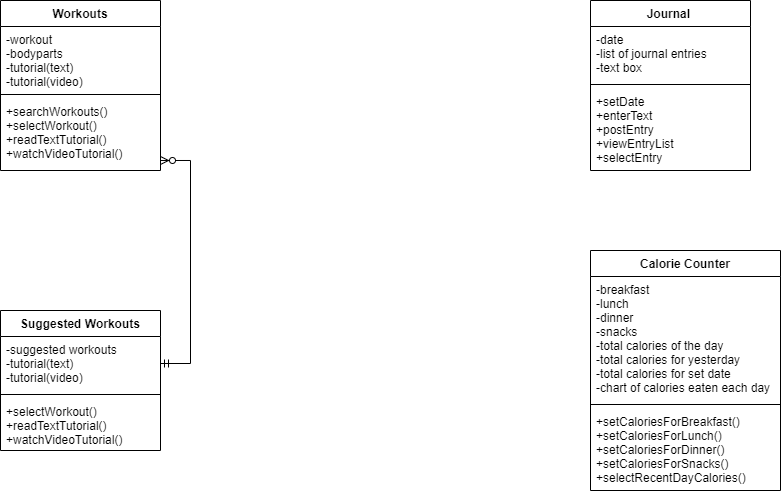 Workouts
-workout
-bodyparts
-tutorial(text)
-tutorial(video)
+searchWorkouts()
+selectWorkout()
+readTextTutorial()
+watchVideoTutorial()
Journal
-date
-list of journal entries
-text box
+setDate
+enterText
+postEntry
+viewEntryList
+selectEntry
Suggested Workouts
-suggested workouts
-tutorial(text)
-tutorial(video)
+selectWorkout()
+readTextTutorial()
+watchVideoTutorial()
Calorie Counter
-breakfast
-lunch
-dinner
-snacks
-total calories of the day
-total calories for yesterday
-total calories for set date
-chart of calories eaten each day
+setCaloriesForBreakfast()
+setCaloriesForLunch()
+setCaloriesForDinner()
+setCaloriesForSnacks()
+selectRecentDayCalories()